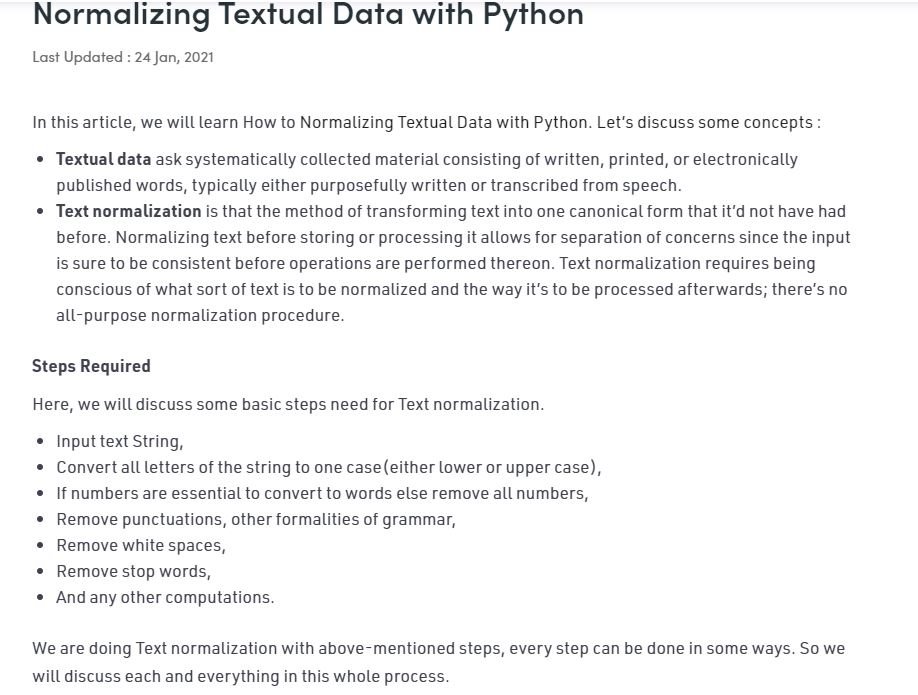 Normalizing Textual Data with Python
Last Updated : 24 Jan, 2021
In this article, we will learn How to Normalizing Textual Data with Python. Let’s discuss some concepts :
• Textual data ask systematically collected material consisting of written, printed, or electronically
published words, typically either purposefully written or transcribed from speech.
• Text normalization is that the method of transforming text into one canonical form that it’d not have had
before. Normalizing text before storing or processing it allows for separation of concerns since the input
is sure to be consistent before operations are performed thereon. Text normalization requires being
conscious of what sort of text is to be normalized and the way it’s to be processed afterwards; there’s no
all-purpose normalization procedure.
Steps Required
Here, we will discuss some basic steps need for Text normalization.
• Input text String,
• Convert all letters of the string to one case(either lower or upper case),
• If numbers are essential to convert to words else remove all numbers,
• Remove punctuations, other formalities of grammar,
• Remove white spaces,
• Remove stop words,
• And any other computations.
We are doing Text normalization with above-mentioned steps, every step can be done in some ways. So we
will discuss each and everything in this whole process.